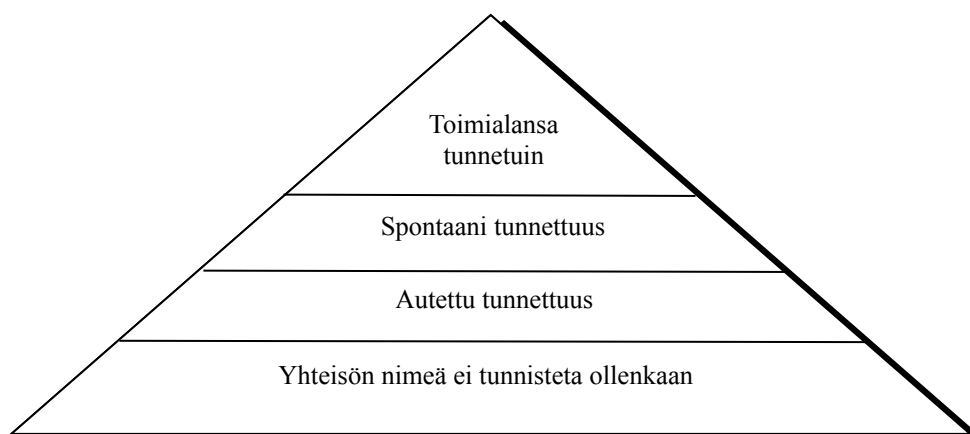 Toimialansa
tunnetuin
Spontaani tunnettuus
Autettu tunnettuus
Yhteisön nimeä ei tunnisteta ollenkaan